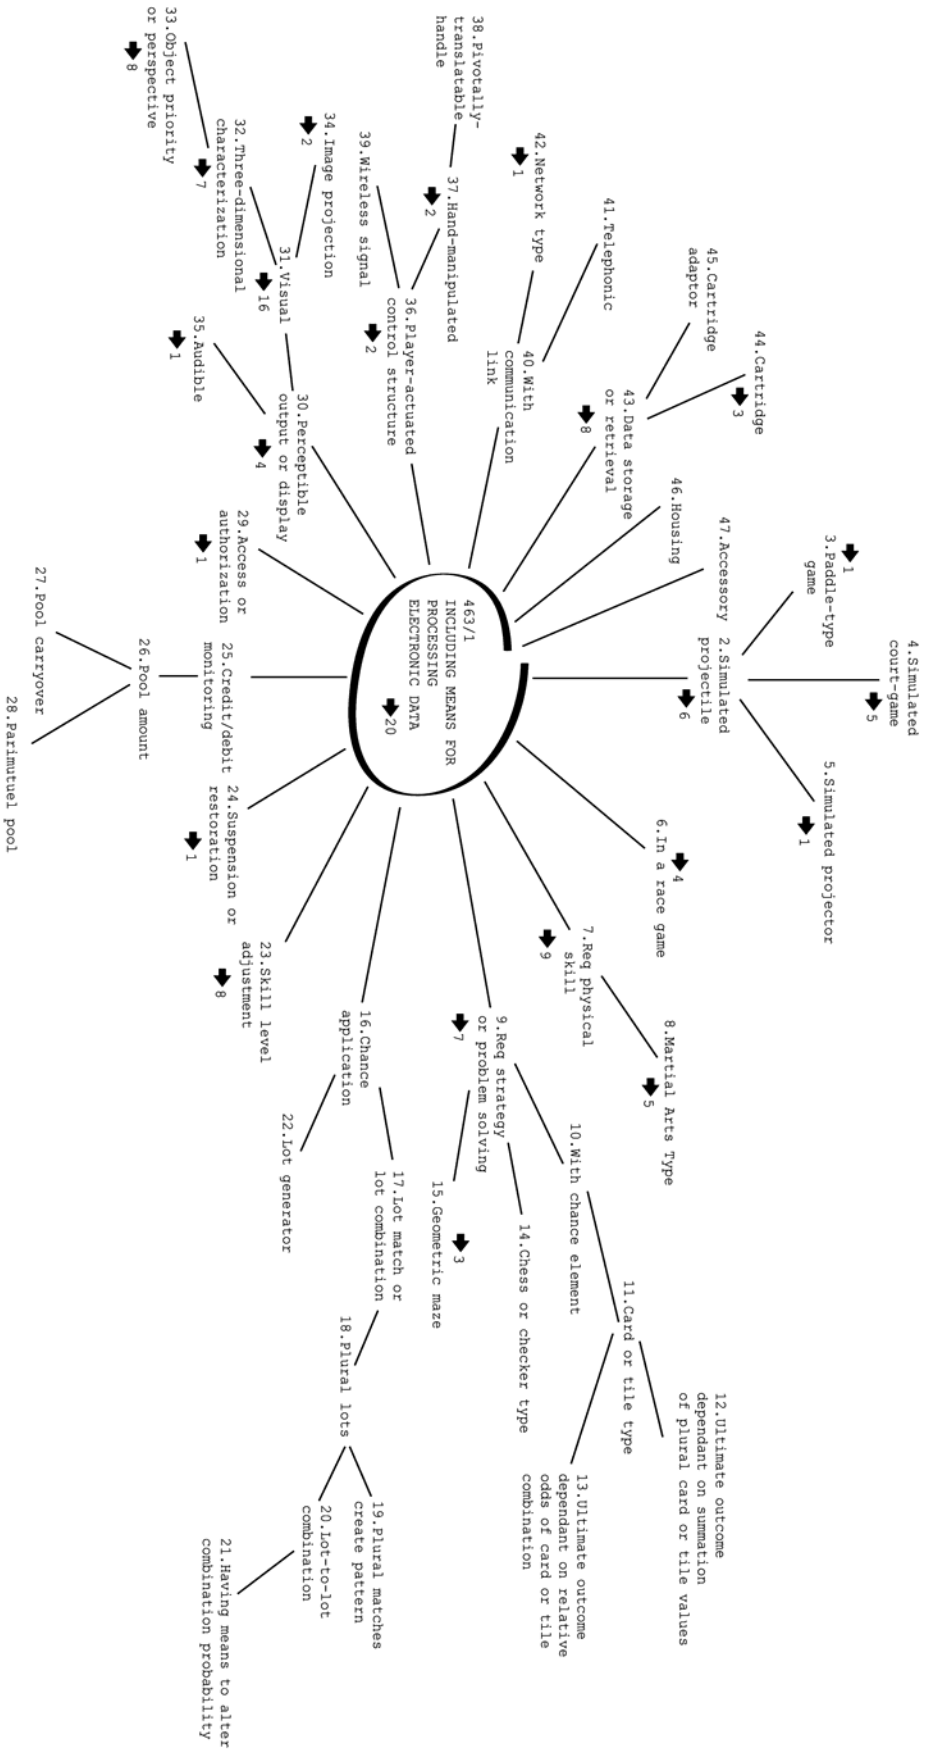 463/1
INCLUDING MEANS FOR
PROCESSING
ELECTRONIC DATA
20
2.Simulated
projectile
6
1
3.Paddle-type
game
4.Simulated
court-game
5
5.Simulated projector
1
6.In a race game
4
7.Req physical
skill
9
8.Martial Arts Type
5
9.Req strategy
or problem solving
7
10.With chance element
11.Card or tile type
12.Ultimate outcome
dependant on summation
of plural card or tile values
13.Ultimate outcome
dependant on relative
odds of card or tile
combination
14.Chess or checker type
15.Geometric maze
3
16.Chance
application
17.Lot match or
lot combination
18.Plural lots
19.Plural matches
create pattern
20.Lot-to-lot
combination
21.Having means to alter
combination probability
22.Lot generator
23.Skill level
adjustment
8
24.Suspension or
restoration
1
25.Credit/debit
monitoring
26.Pool amount
27.Pool carryover
28.Parimutuel pool
29.Access or
authorization
1
30.Perceptible
output or display
4
31.Visual
16
32.Three-dimensional
characterization
7
33.Object priority
or perspective
8
34.Image projection
2
35.Audible
1
36.Player-actuated
control structure
2
37.Hand-manipulated
2
38.Pivotally-
translatable
handle
39.Wireless signal
40.With
communication
link
41.Telephonic
42.Network type
1
43.Data storage
or retrieval
8
44.Cartridge
3
45.Cartridge
adaptor
46.Housing
47.Accessory